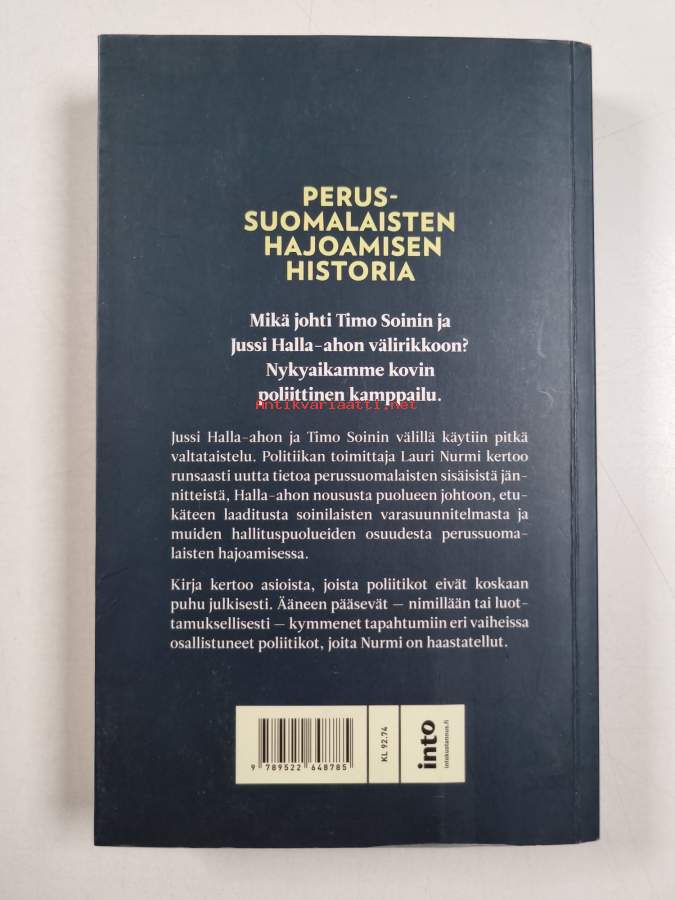 PERUS-
SUOMALAISTEN
HAJOAMISEN
HISTORIA
Mikä johti Timo Soinin ja
Jussi Halla-ahon välirikkoon?
Nykyaikamme kovin
poliittinen kamppailu.
Antikvariaatti.net
Jussi Halla-ahon ja Timo Soinin välillä käytiin pitkä
valtataistelu. Politiikan toimittaja Lauri Nurmi kertoo
runsaasti uutta tietoa perussuomalaisten sisäisistä jän-
nitteistä, Halla-ahon noususta puolueen johtoon, etu-
käteen laaditusta soinilaisten varasuunnitelmasta ja
muiden hallituspuolueiden osuudesta perussuoma-
laisten hajoamisessa.
Kirja kertoo asioista, joista poliitikot eivät koskaan
puhu julkisesti. Ääneen pääsevät – nimillään tai luot-
tamuksellisesti – kymmenet tapahtumiin eri vaiheissa
osallistuneet poliitikot, joita Nurmi on haastatellut.
9 789522 648785
KL 92.74
into
intokustannus.fi